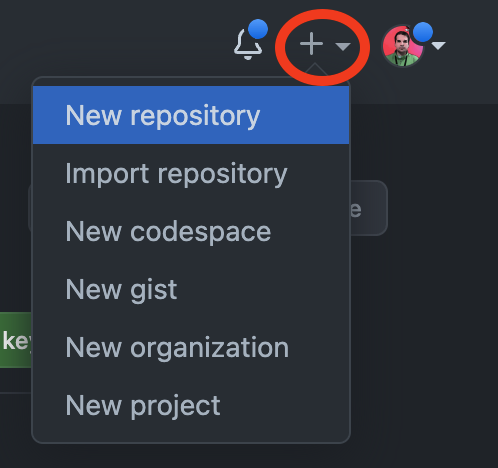 New repository
Import repository
New codespace
New gist
New organization
New project